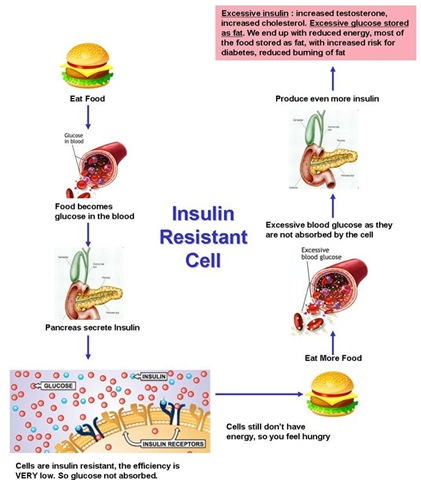 Excessive insulin : increased testosterone,
increased cholesterol. Excessive glucose stored
as fat. We end up with reduced energy, most of
the food stored as fat, with increased risk for
diabetes, reduced burning of fat
Eat Food
Glucose
in blood
Food becomes
glucose in the blood
Pancreas secrete Insulin
INSULIN
GLUCOSE
INSULIN RECEPTORS
Cells are insulin resistant, the efficiency is
VERY low. So glucose not absorbed.
Insulin
Resistant
Cell
Cells still don't have
energy, so you feel hungry
Eat More Food
Excessive
blood glucose
Excessive blood glucose as they
are not absorbed by the cell
Produce even more insulin